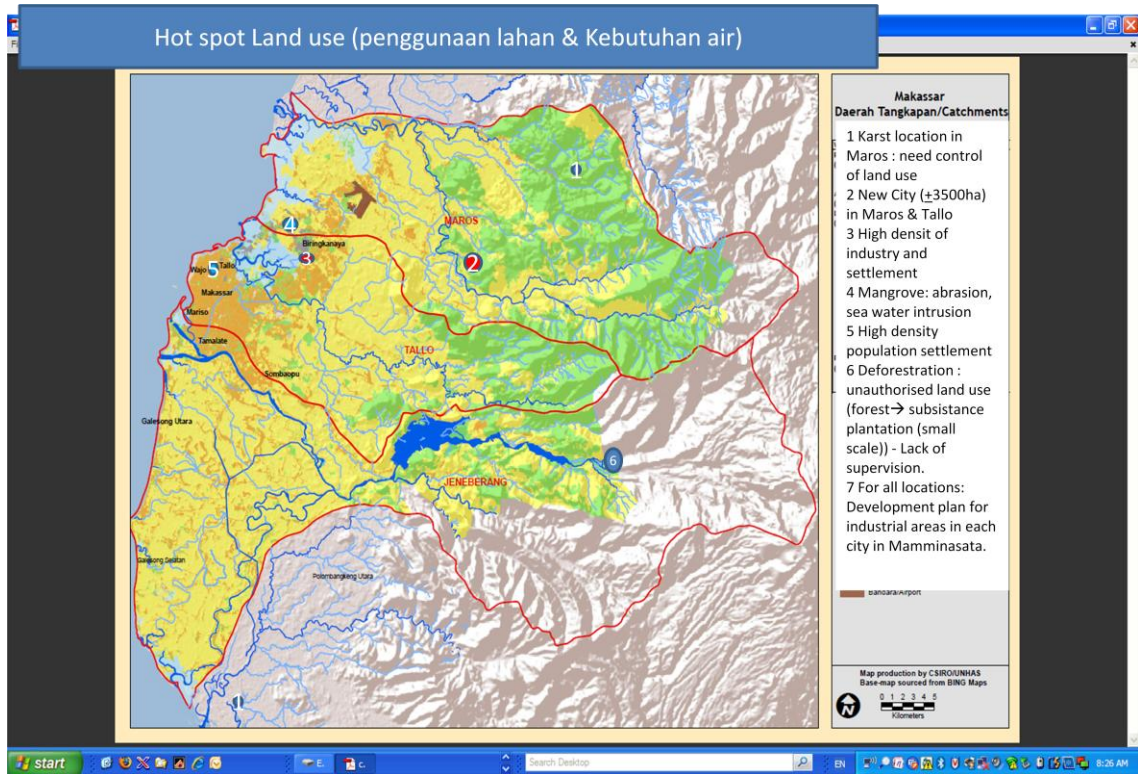 Hot spot Land use (penggunaan lahan & Kebutuhan air)
Makassar
Daerah Tangkapan/Catchments
1 Karst location in
Maros : need control
of land use
2 New City (+3500ha)
in Maros & Tallo
3 High densit of
industry and
settlement
4 Mangrove: abrasion,
sea water intrusion
5 High density
population settlement
6 Deforestration :
unauthorised land use
(forest→ subsistance
plantation (small
scale)) - Lack of
supervision.
7 For all locations:
Development plan for
industrial areas in each
city in Mamminasata.
Bandara/Airport
Map production by CSIRO/UNHAS
Base-map sourced from BING Maps
N
0 1 2 3 4 5
Kilometers
1
MAROS
4
Biringkanaya
3
2
5
Wajo
Tallo
Makassar
Mariso
Tamalate
TALLO
Sombaopu
Galesong Utara
6
JENEBERANG
Galesong Selatan
Polombangkeng Utara
1
start
E.
c.
Search Desktop
EN
8:26 AM